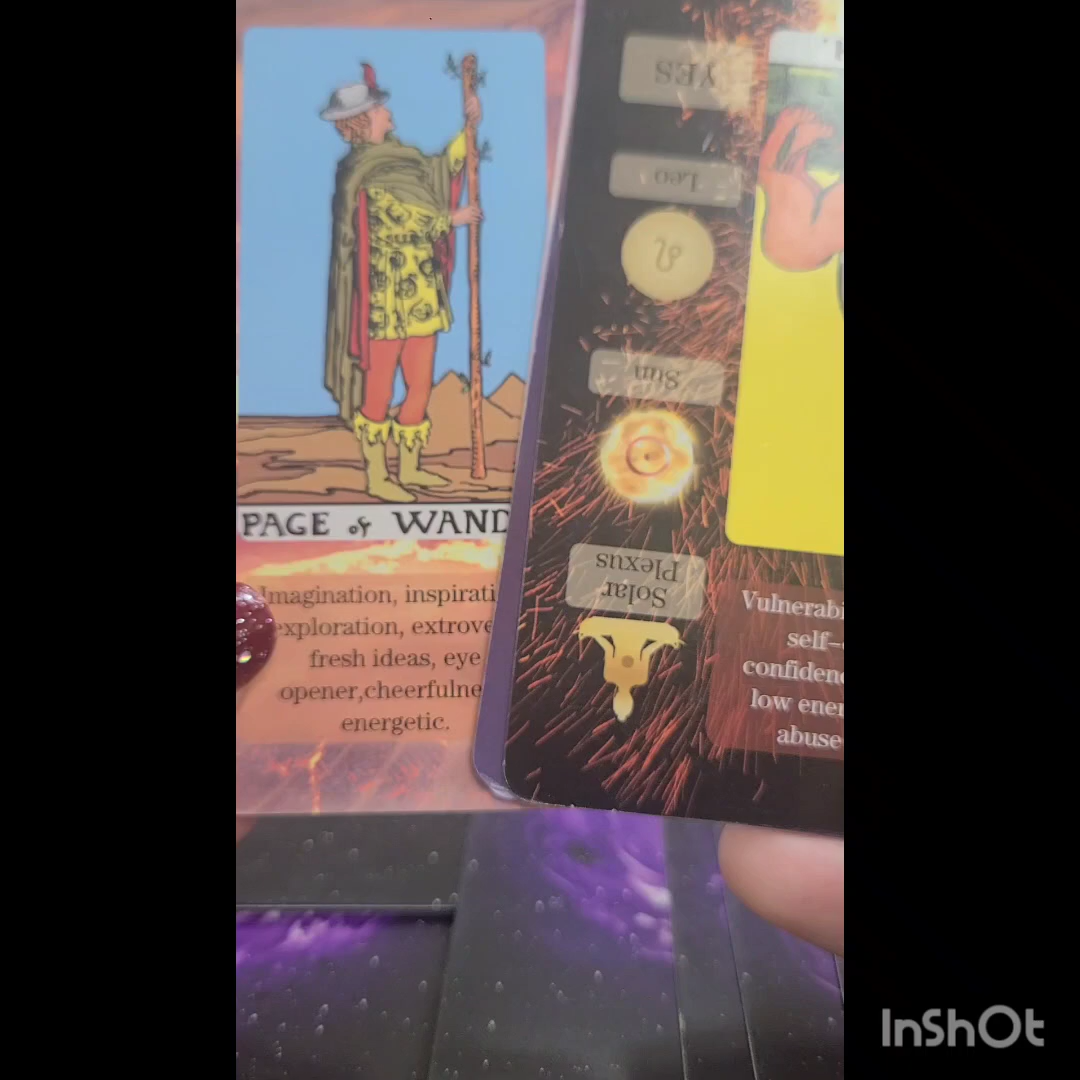 PAGE of WAND
Imagination, inspirati
exploration, extrove
fresh ideas, eye
opener,cheerfulne
energetic.
YES
Leo
Sun
Solar
Plexus
Vulnerabi
self-
confiden
low ener
abuse
InShOt